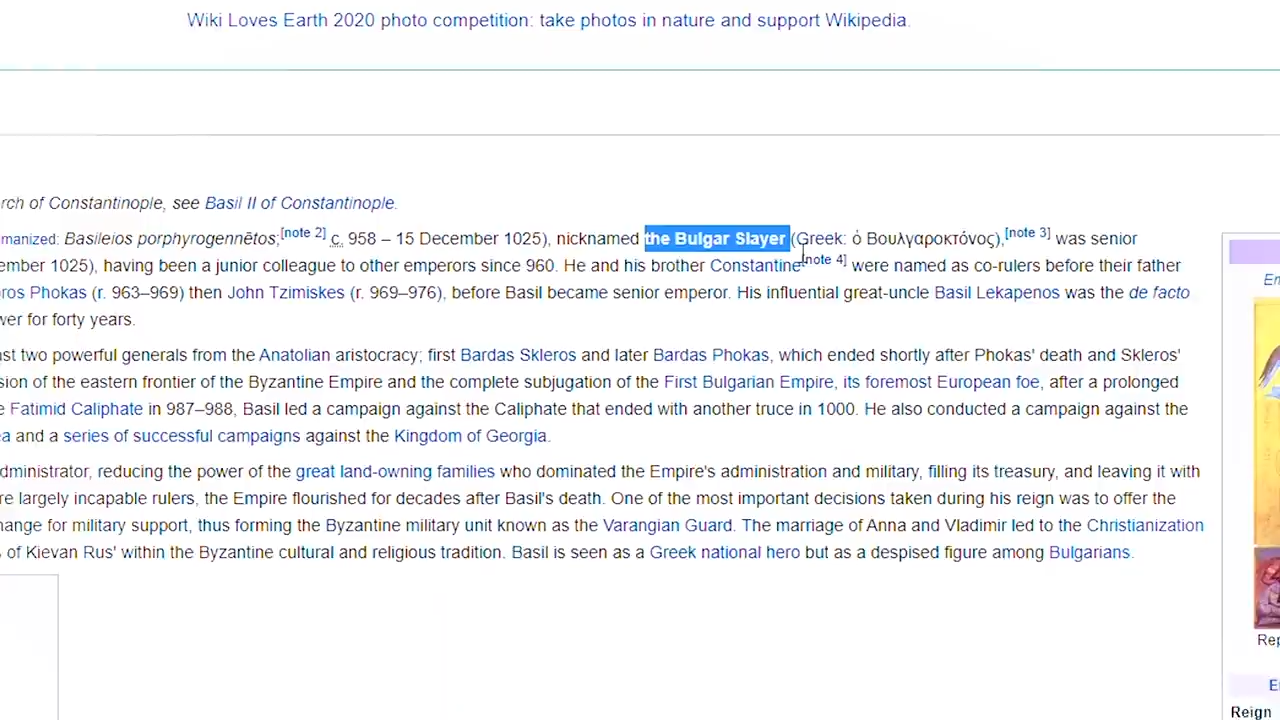 Wiki Loves Earth 2020 photo competition: take photos in nature and support Wikipedia.
rch of Constantinople, see Basil II of Constantinople.
manized: Basileios porphyrogennētos;[note 2] c. 958 – 15 December 1025), nicknamed the Bulgar Slayer (Greek: ὁ Βουλγαροκτόνος),[note 3] was senior
ember 1025), having been a junior colleague to other emperors since 960. He and his brother Constantine[note 4] were named as co-rulers before their father
ros Phokas (r. 963–969) then John Tzimiskes (r. 969–976), before Basil became senior emperor. His influential great-uncle Basil Lekapenos was the de facto
wer for forty years.
st two powerful generals from the Anatolian aristocracy; first Bardas Skleros and later Bardas Phokas, which ended shortly after Phokas' death and Skleros'
sion of the eastern frontier of the Byzantine Empire and the complete subjugation of the First Bulgarian Empire, its foremost European foe, after a prolonged
e Fatimid Caliphate in 987–988, Basil led a campaign against the Caliphate that ended with another truce in 1000. He also conducted a campaign against the
ea and a series of successful campaigns against the Kingdom of Georgia.
dministrator, reducing the power of the great land-owning families who dominated the Empire's administration and military, filling its treasury, and leaving it with
re largely incapable rulers, the Empire flourished for decades after Basil's death. One of the most important decisions taken during his reign was to offer the
hange for military support, thus forming the Byzantine military unit known as the Varangian Guard. The marriage of Anna and Vladimir led to the Christianization
of Kievan Rus' within the Byzantine cultural and religious tradition. Basil is seen as a Greek national hero but as a despised figure among Bulgarians.
En
Rep
E
Reign